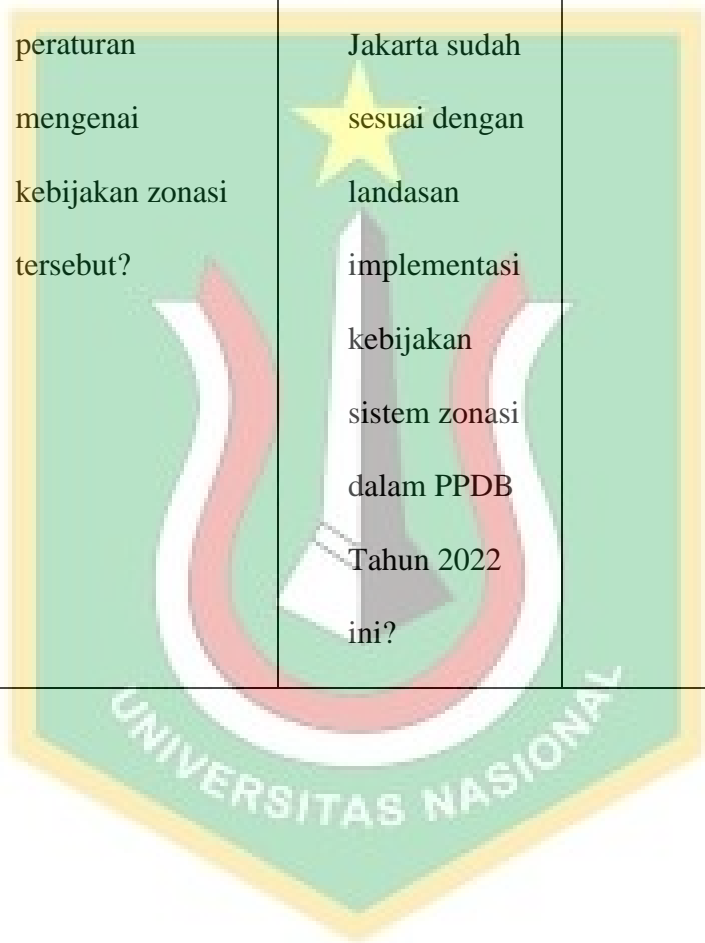 peraturan
mengenai
kebijakan zonasi
tersebut?
Jakarta sudah
sesuai dengan
landasan
implementasi
kebijakan
sistem zonasi
dalam PPDB
Tahun 2022
ini?
UNIVERSITAS NASIONAL